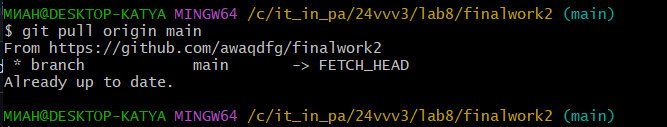 МИАН@DESKTOP-KATYA MINGW64 /c/it_in_pa/24vvv3/lab8/finalwork2 (main)
$ git pull origin main
From https://github.com/awaqdfg/finalwork2
 * branch            main       -> FETCH_HEAD
Already up to date.

МИАН@DESKTOP-KATYA MINGW64 /c/it_in_pa/24vvv3/lab8/finalwork2 (main)